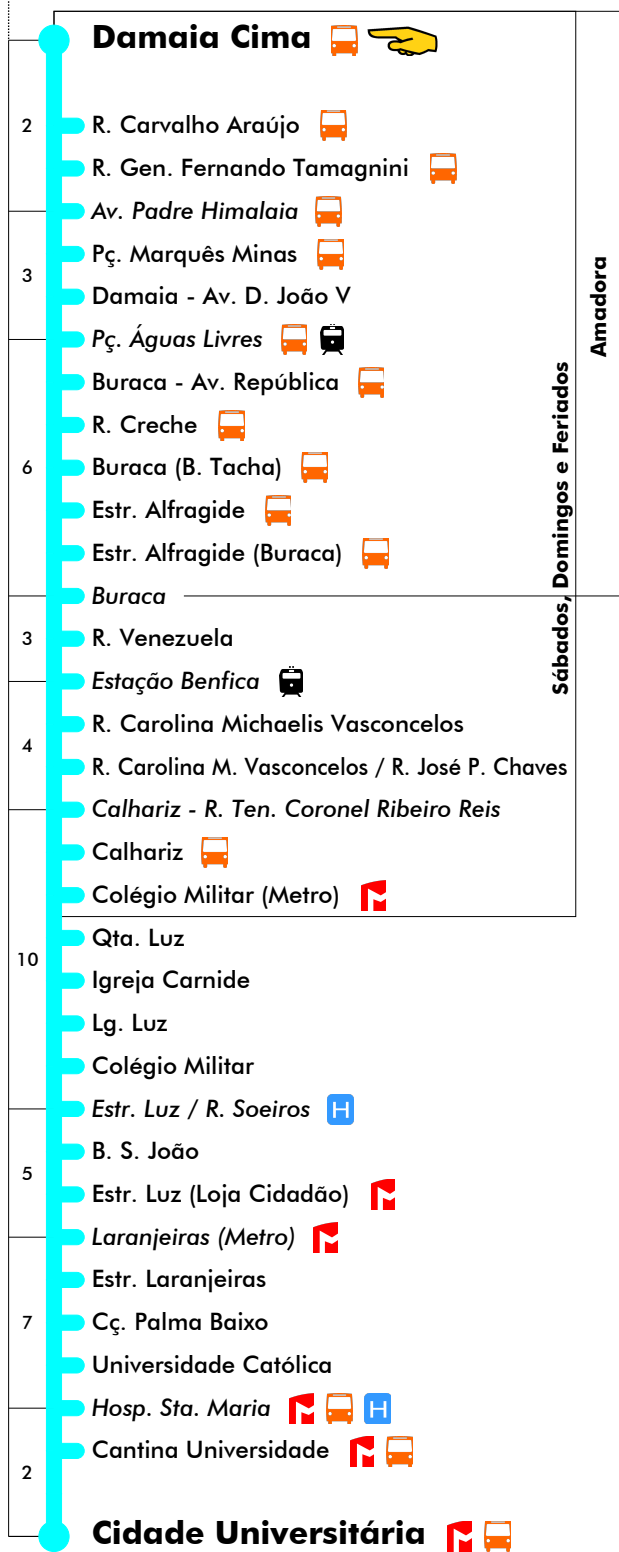 Damaia Cima
2
R. Carvalho Araújo
R. Gen. Fernando Tamagnini
Av. Padre Himalaia
3
Pç. Marquês Minas
Damaia - Av. D. João V
Pç. Águas Livres
Buraca - Av. República
R. Creche
6
Buraca (B. Tacha)
Estr. Alfragide
Estr. Alfragide (Buraca)
Buraca
3
R. Venezuela
Estação Benfica
4
R. Carolina Michaelis Vasconcelos
R. Carolina M. Vasconcelos / R. José P. Chaves
Calhariz - R. Ten. Coronel Ribeiro Reis
Calhariz
Colégio Militar (Metro)
10
Qta. Luz
Igreja Carnide
Lg. Luz
Colégio Militar
Estr. Luz / R. Soeiros
H
5
B. S. João
Estr. Luz (Loja Cidadão)
Laranjeiras (Metro)
Estr. Laranjeiras
7
Cç. Palma Baixo
Universidade Católica
Hosp. Sta. Maria
H
Cantina Universidade
2
Cidade Universitária
Sábados, Domingos e Feriados
Amadora